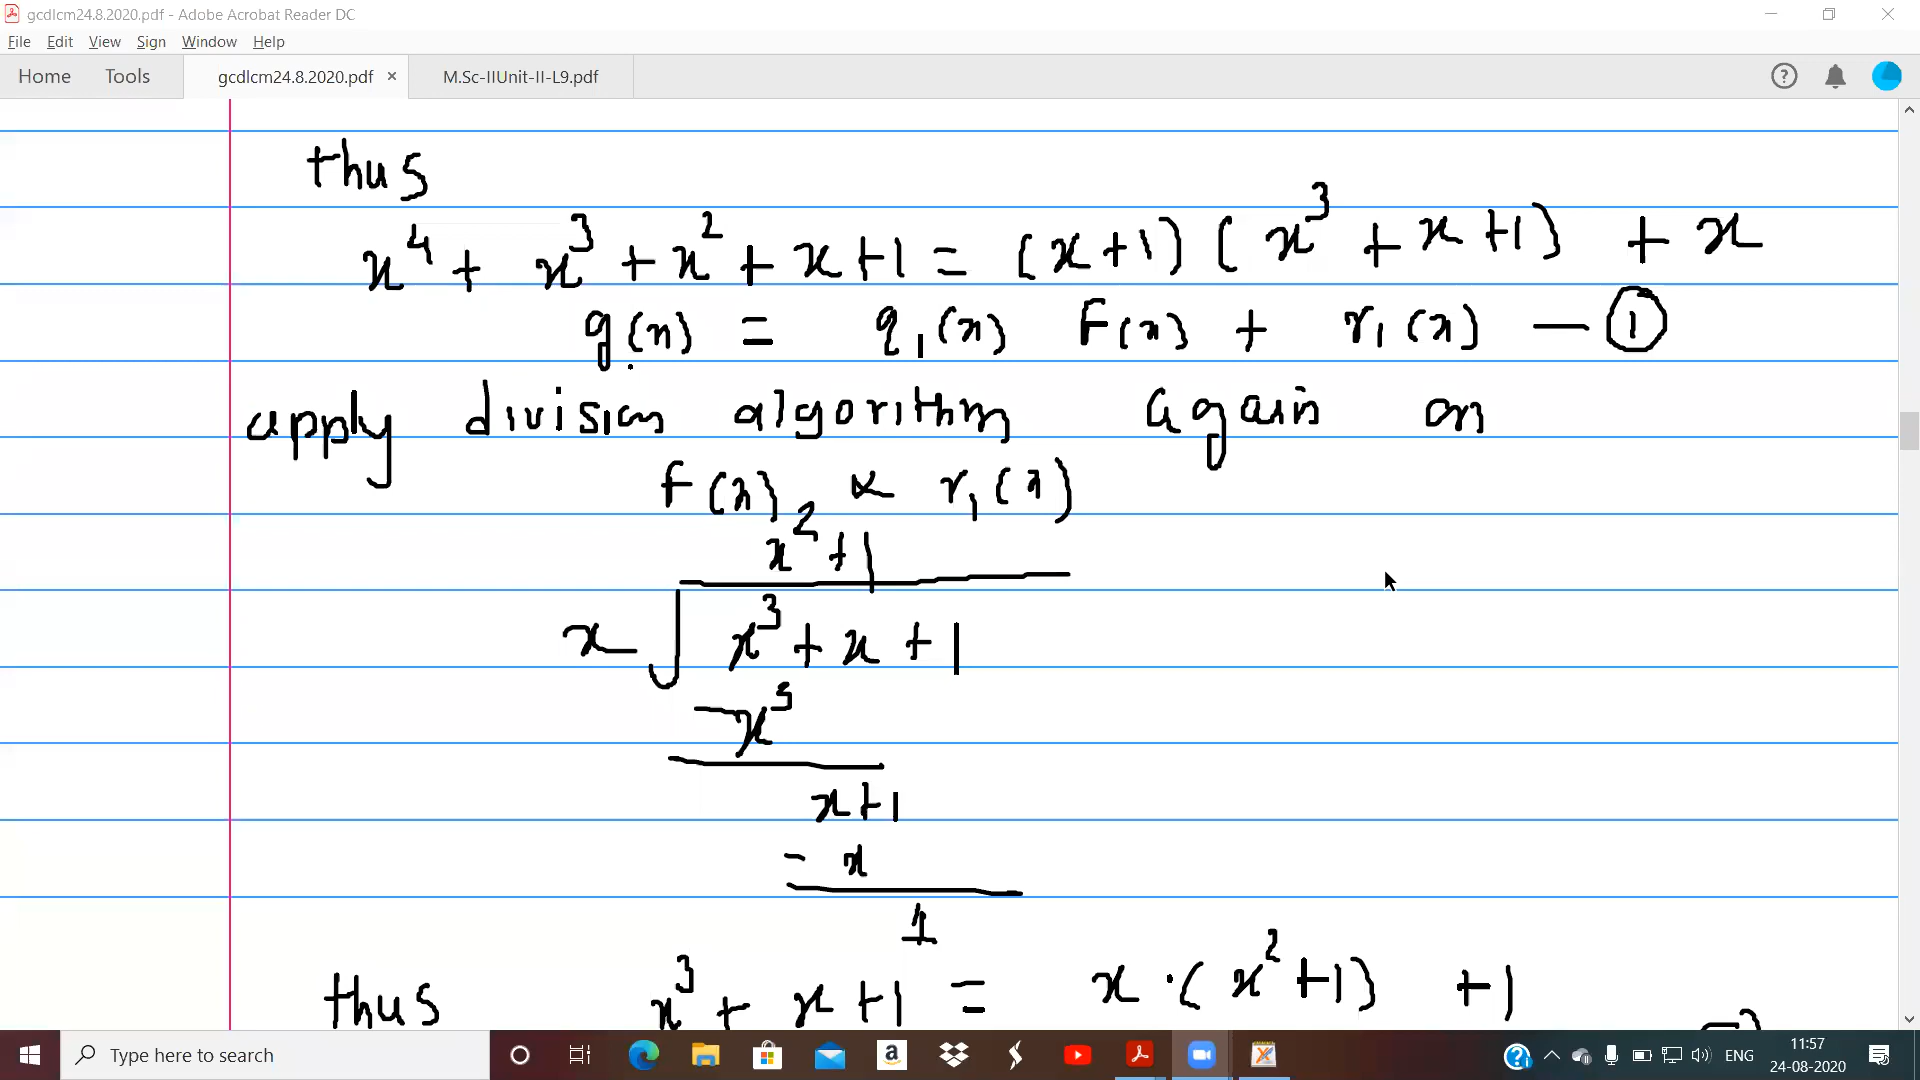 gcdlcm24.8.2020.pdf - Adobe Acrobat Reader DC
File Edit View Sign Window Help
Home Tools gcdlcm24.8.2020.pdf × M.Sc-IIUnit-II-L9.pdf
thus
x⁴ + x³ + x² + x + 1 = (x+1) (x³ + x + 1) + x
g(x) = q₁(x) F(x) + r₁(x) — ①
apply division algorithm again on
F(x) & r₁(x)
x² + 1
x x³ + x + 1
- x³
x + 1
- x
1
thus x³ + x + 1 = x · (x² + 1) + 1
Type here to search
ENG
11:57
24-08-2020